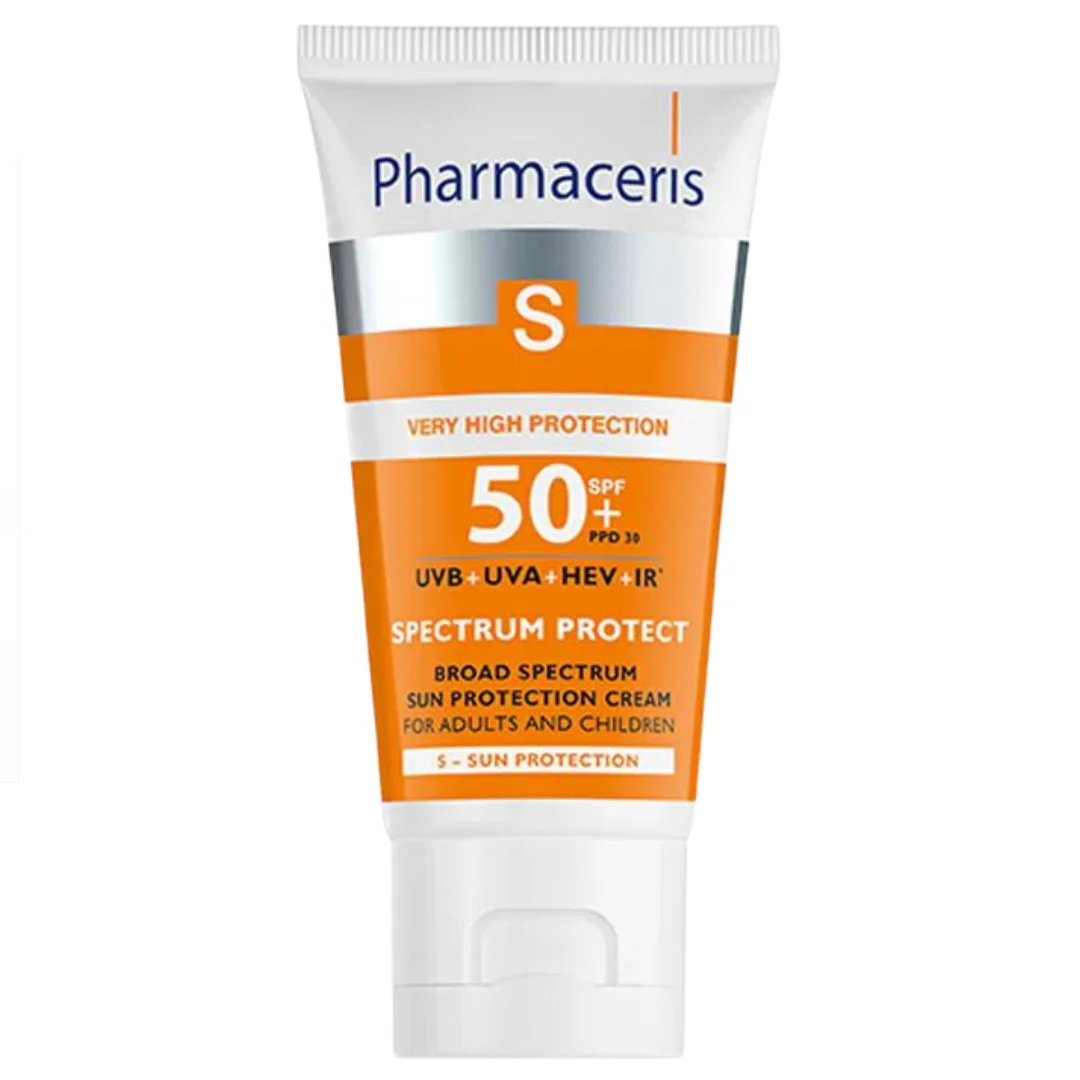 Pharmaceris
S
VERY HIGH PROTECTION
50+ SPF
PPD 30
UVB+UVA+HEV+IR*
SPECTRUM PROTECT
BROAD SPECTRUM
SUN PROTECTION CREAM
FOR ADULTS AND CHILDREN
S – SUN PROTECTION